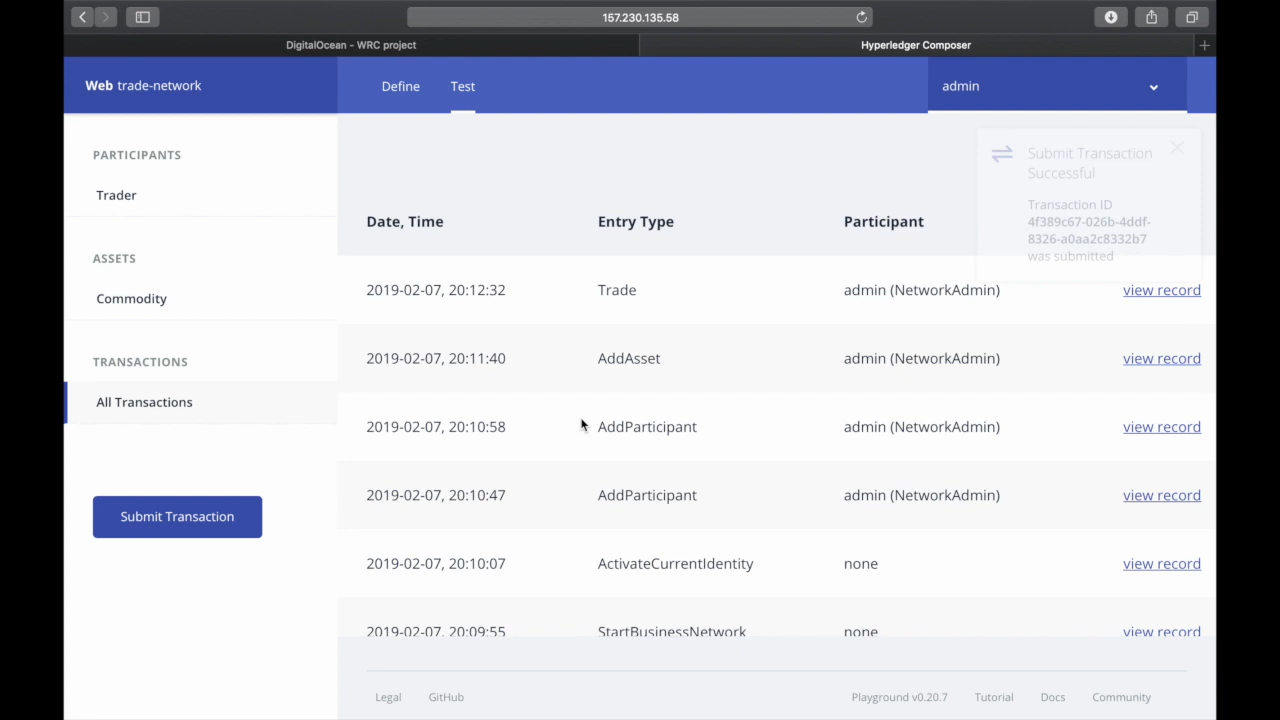 157.230.135.58
DigitalOcean - WRC project
Hyperledger Composer
Web trade-network
Define
Test
admin
PARTICIPANTS
Trader
ASSETS
Commodity
TRANSACTIONS
All Transactions
Submit Transaction
Submit Transaction
Successful
Transaction ID
4f389c67-026b-4ddf-
8326-a0aa2c8332b7
was submitted
Date, Time Entry Type Participant
2019-02-07, 20:12:32 Trade admin (NetworkAdmin) view record
2019-02-07, 20:11:40 AddAsset admin (NetworkAdmin) view record
2019-02-07, 20:10:58 AddParticipant admin (NetworkAdmin) view record
2019-02-07, 20:10:47 AddParticipant admin (NetworkAdmin) view record
2019-02-07, 20:10:07 ActivateCurrentIdentity none view record
2019-02-07, 20:09:55 StartBusinessNetwork none view record
Legal GitHub Playground v0.20.7 Tutorial Docs Community